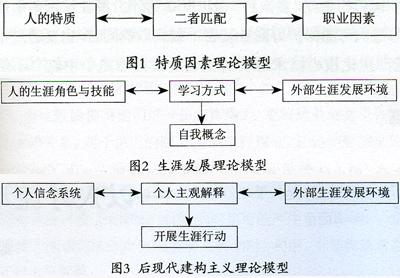 人的特质 二者匹配 职业因素
图1 特质因素理论模型
人的生涯角色与技能 学习方式 外部生涯发展环境
自我概念
图2 生涯发展理论模型
个人信念系统 个人主观解释 外部生涯发展环境
开展生涯行动
图3 后现代建构主义理论模型